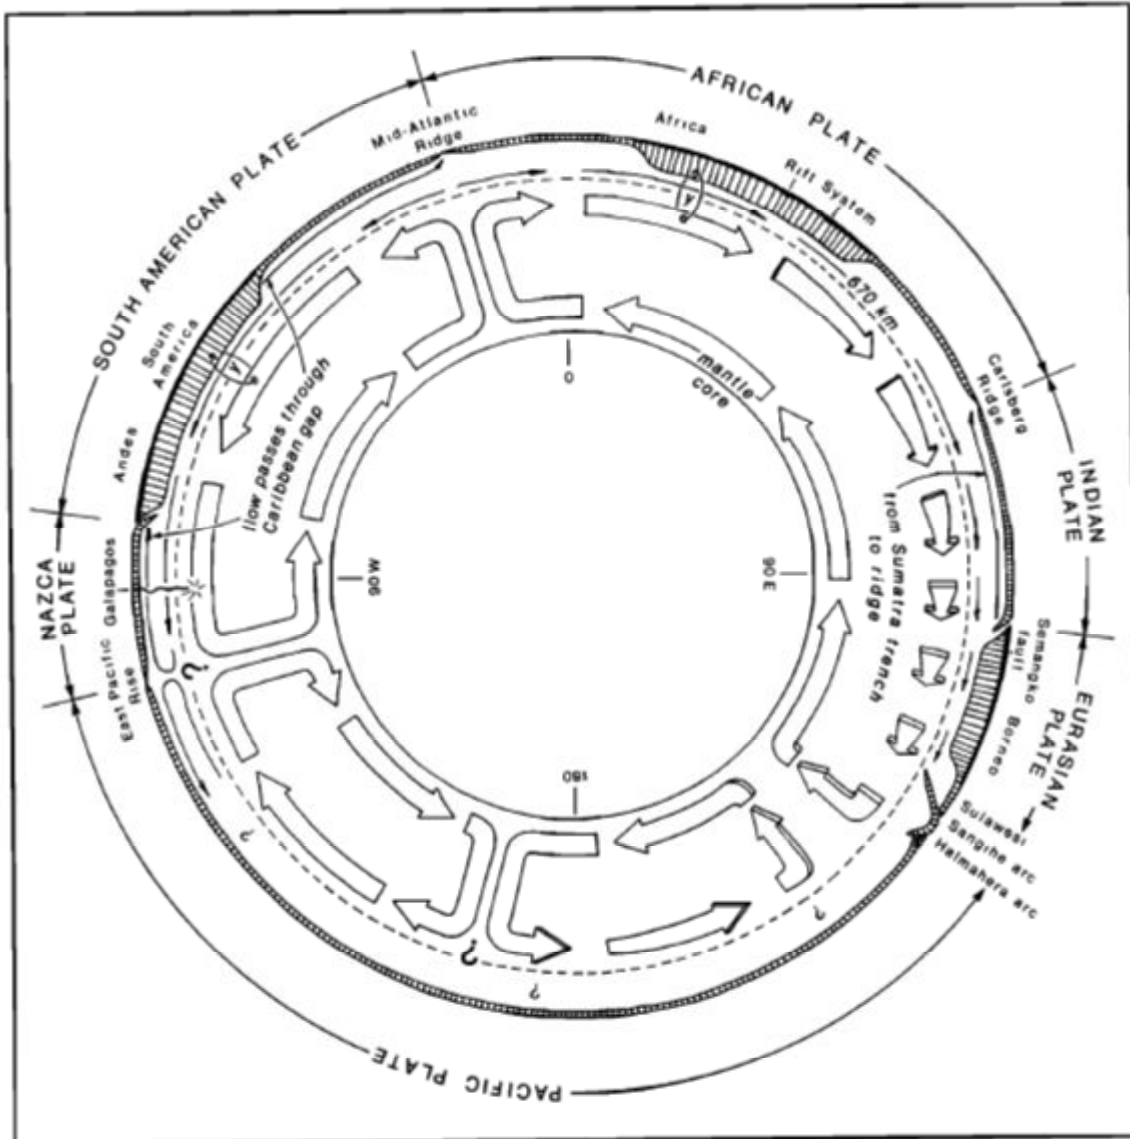 AFRICAN PLATE
Africa
Rift System
Mid-Atlantic
Ridge
SOUTH AMERICAN PLATE
South
America
Andes
NAZCA
PLATE
Galapagos
East Pacific
Rise
PACIFIC PLATE
Carlsberg
Ridge
INDIAN
PLATE
Semangko
fault
Borneo
EURASIAN
PLATE
Sulawesi
Sangihe arc
Halmahera arc
670 km
mantle
core
flow passes through
Caribbean gap
from Sumatra trench
to ridge
0
90 E
180
90 W
y
y
?
?
?
?
?